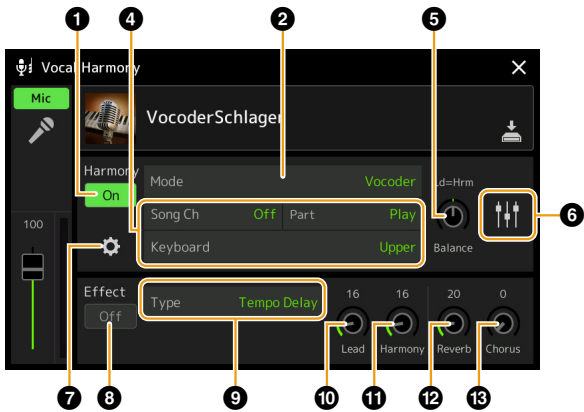 1 4 2 5
Vocal Harmony
Mic
VocoderSchlager
Harmony
On
Mode Vocoder
Ld=Hrm
Song Ch Off Part Play
Keyboard Upper
Balance
6
100
Effect
Off
Type Tempo Delay
16 16 20 0
Lead Harmony Reverb Chorus
7 8 9 10 11 12 13